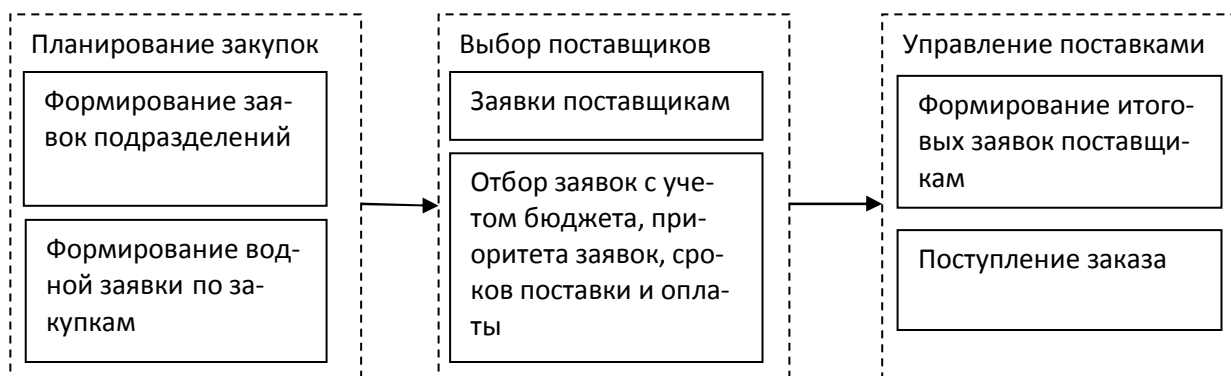 Планирование закупок
Формирование зая-
вок подразделений
Формирование вод-
ной заявки по за-
купкам
Выбор поставщиков
Заявки поставщикам
Отбор заявок с уче-
том бюджета, при-
оритета заявок, сро-
ков поставки и опла-
ты
Управление поставками
Формирование итого-
вых заявок поставщи-
кам
Поступление заказа